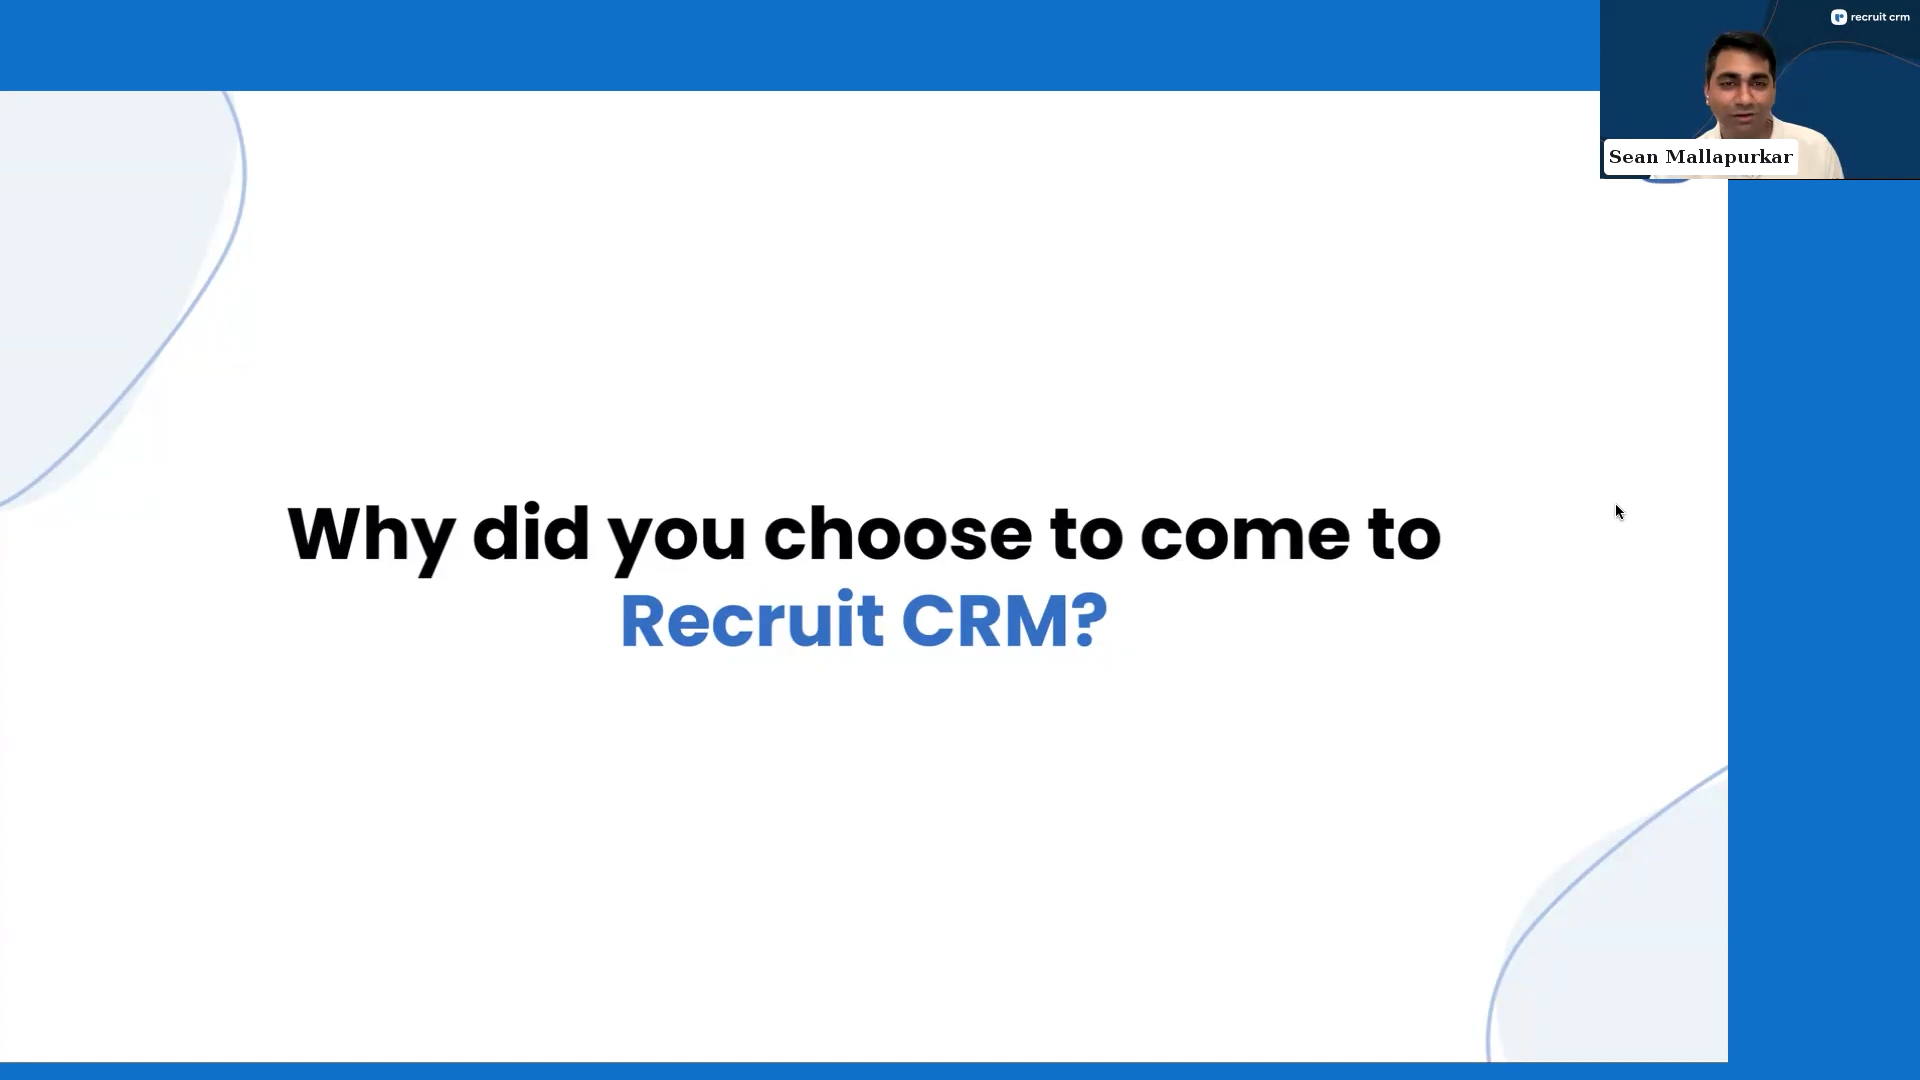 recruit crm
Sean Mallapurkar
Why did you choose to come to
Recruit CRM?